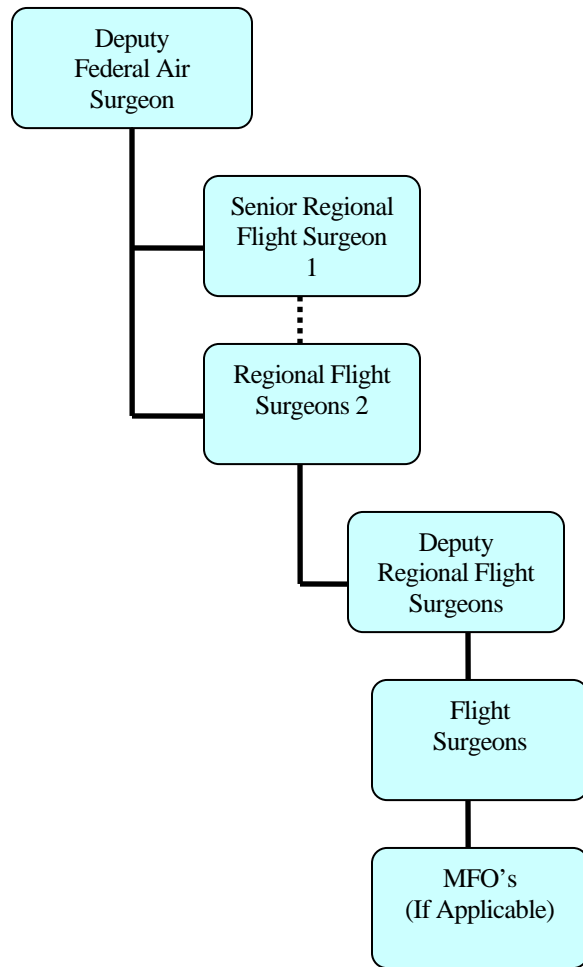 Deputy
Federal Air
Surgeon
Senior Regional
Flight Surgeon
1
Regional Flight
Surgeons 2
Deputy
Regional Flight
Surgeons
Flight
Surgeons
MFO's
(If Applicable)